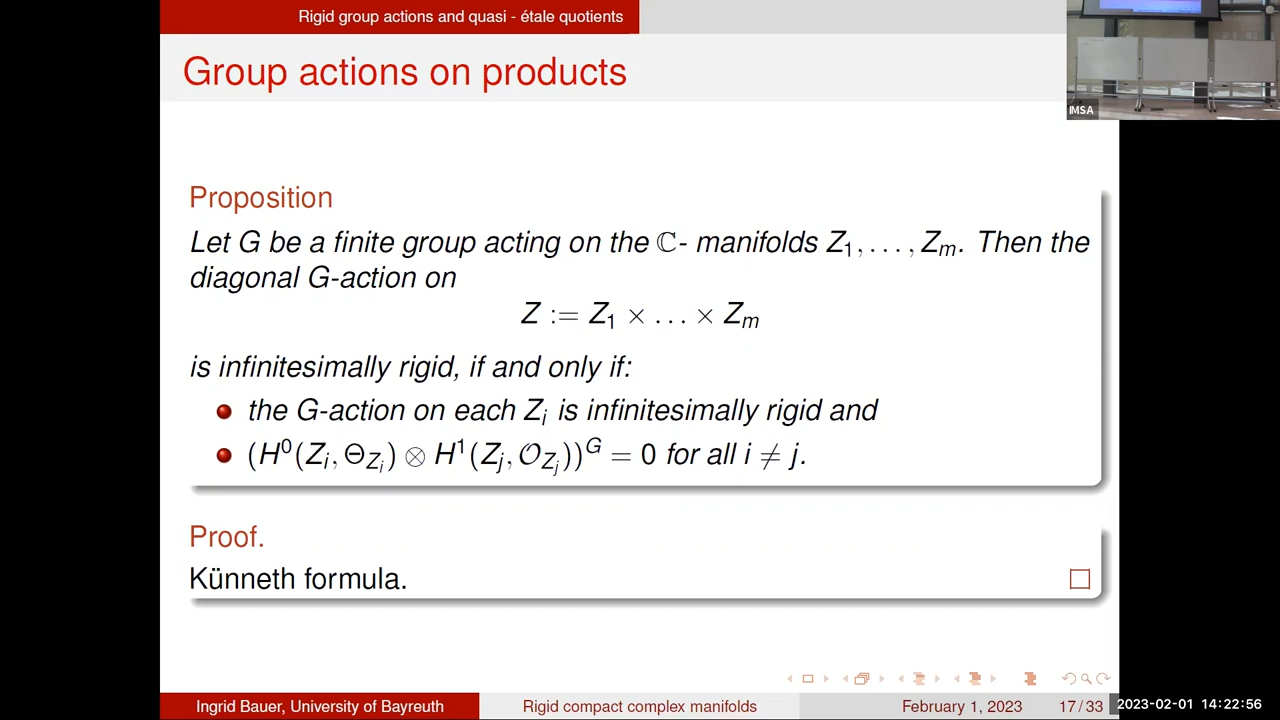 Rigid group actions and quasi - étale quotients
Group actions on products
IMSA
Proposition
Let G be a finite group acting on the ℂ- manifolds Z₁, . . . , Zₘ. Then the
diagonal G-action on
Z := Z₁ × . . . × Zₘ
is infinitesimally rigid, if and only if:
the G-action on each Zᵢ is infinitesimally rigid and
(H⁰(Zᵢ, Θ_{Zᵢ}) ⊗ H¹(Zⱼ, 𝒪_{Zⱼ}))ᴳ = 0 for all i ≠ j.
Proof.
Künneth formula.
Ingrid Bauer, University of Bayreuth
Rigid compact complex manifolds
February 1, 2023
17 / 33
2023-02-01 14:22:56